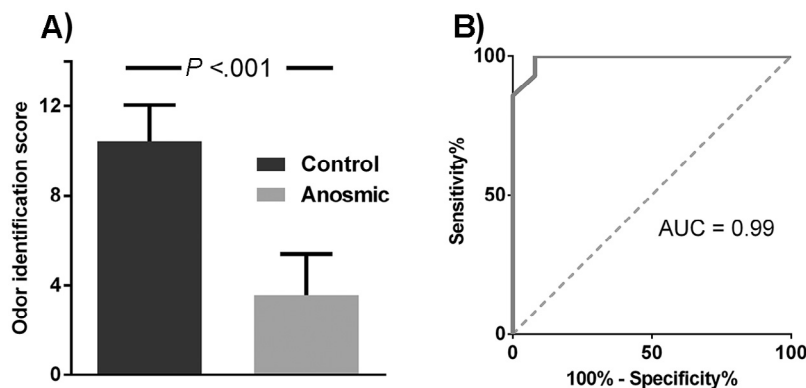 A)
P <.001
Odor identification score
12
8
4
0
Control
Anosmic
B)
Sensitivity%
100
50
0
AUC = 0.99
0
50
100
100% - Specificity%